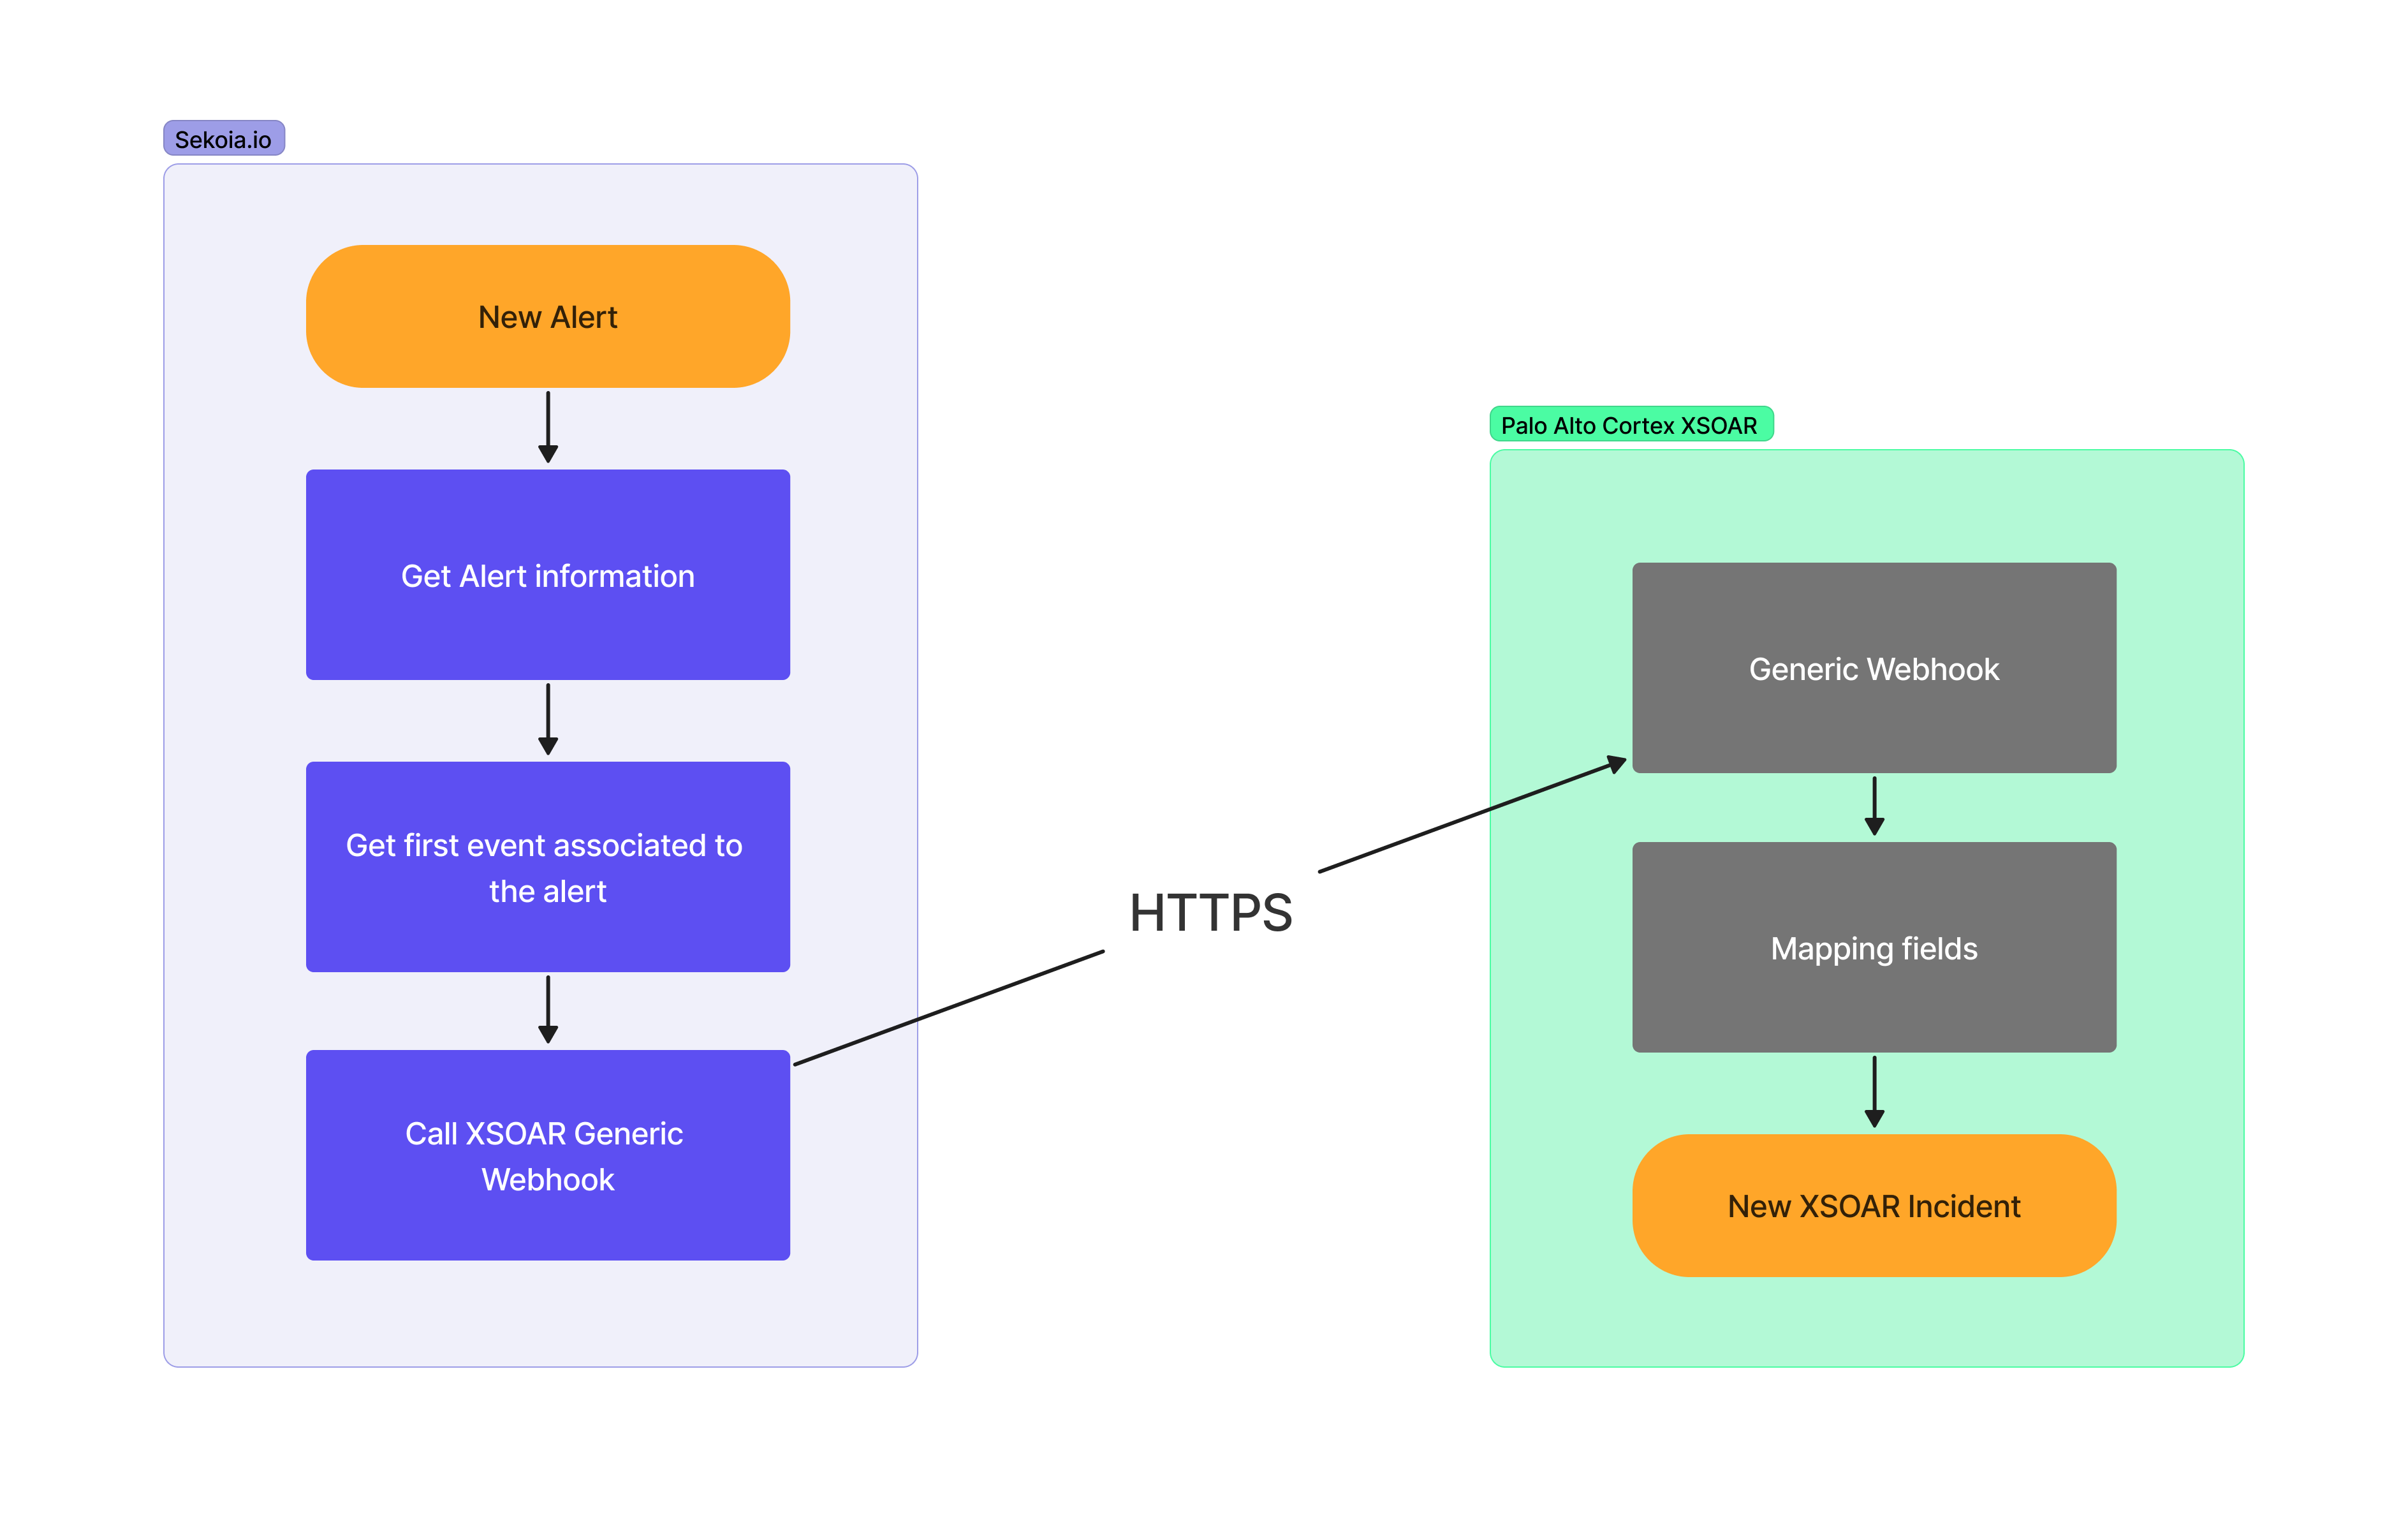 Sekoia.io
New Alert
Get Alert information
Get first event associated to
the alert
Call XSOAR Generic
Webhook
HTTPS
Palo Alto Cortex XSOAR
Generic Webhook
Mapping fields
New XSOAR Incident